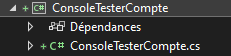 + C# ConsoleTesterCompte
Dépendances
+ C# ConsoleTesterCompte.cs